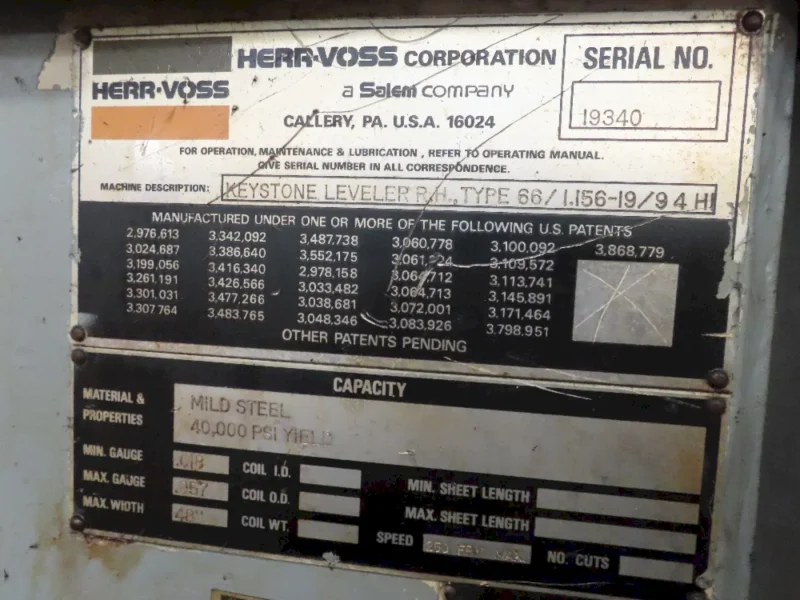 HERR-VOSS CORPORATION
HERR-VOSS
a Salem COMPANY
CALLERY, PA. U.S.A. 16024
SERIAL NO.
19340
FOR OPERATION, MAINTENANCE & LUBRICATION, REFER TO OPERATING MANUAL.
GIVE SERIAL NUMBER IN ALL CORRESPONDENCE.
MACHINE DESCRIPTION: KEYSTONE LEVELER R.H., TYPE 66/1.156-19/9 4 HI
MANUFACTURED UNDER ONE OR MORE OF THE FOLLOWING U.S. PATENTS
2,976,613 3,342,092 3,487,738 3,060,778 3,100,092 3,868,779
3,024,687 3,386,640 3,552,175 3,109,572
3,199,056 3,416,340 2,978,158 3,064,712 3,113,741
3,261,191 3,426,566 3,033,482 3,064,713 3,145,891
3,301,031 3,477,266 3,038,681 3,072,001 3,171,464
3,307,764 3,483,765 3,048,346 3,083,926 3,798,951
OTHER PATENTS PENDING
CAPACITY
MATERIAL & PROPERTIES
MILD STEEL
40,000 PSI YIELD
MIN. GAUGE .018 COIL I.D.
MAX. GAUGE COIL O.D. MIN. SHEET LENGTH
MAX. WIDTH 48" COIL WT. MAX. SHEET LENGTH
SPEED NO. CUTS